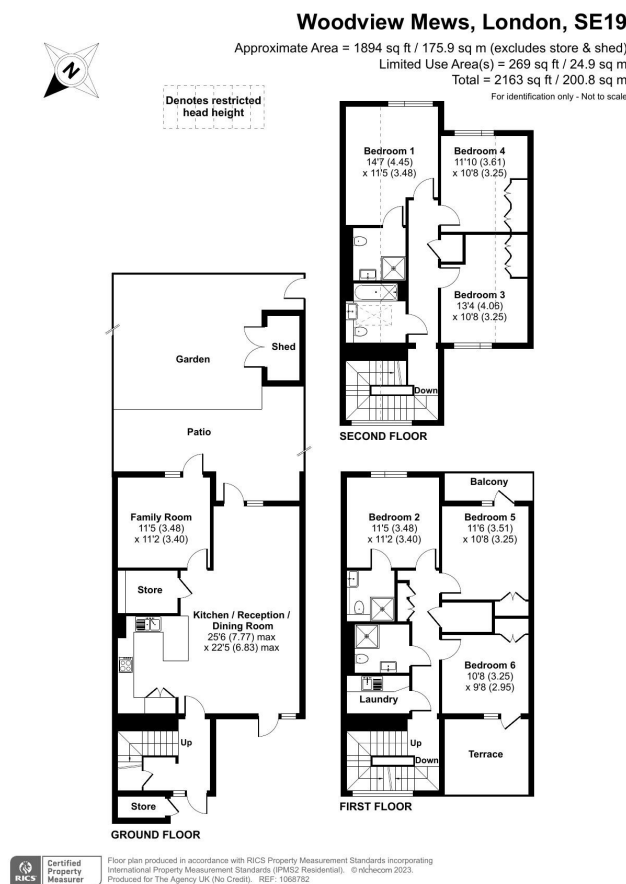 Woodview Mews, London, SE19
Approximate Area = 1894 sq ft / 175.9 sq m (excludes store & shed)
Limited Use Area(s) = 269 sq ft / 24.9 sq m
Total = 2163 sq ft / 200.8 sq m
For identification only - Not to scale
N
Denotes restricted
head height
Bedroom 1
14'7 (4.45)
x 11'5 (3.48)
Bedroom 4
11'10 (3.61)
x 10'8 (3.25)
Bedroom 3
13'4 (4.06)
x 10'8 (3.25)
Down
SECOND FLOOR
Garden
Shed
Patio
Family Room
11'5 (3.48)
x 11'2 (3.40)
Store
Kitchen / Reception /
Dining Room
25'6 (7.77) max
x 22'5 (6.83) max
Up
Store
GROUND FLOOR
Balcony
Bedroom 2
11'5 (3.48)
x 11'2 (3.40)
Bedroom 5
11'6 (3.51)
x 10'8 (3.25)
Bedroom 6
10'8 (3.25)
x 9'8 (2.95)
Laundry
Up
Down
Terrace
FIRST FLOOR
RICS
Certified
Property
Measurer
Floor plan produced in accordance with RICS Property Measurement Standards incorporating
International Property Measurement Standards (IPMS2 Residential). © nichecom 2023.
Produced for The Agency UK (No Credit). REF: 1068782